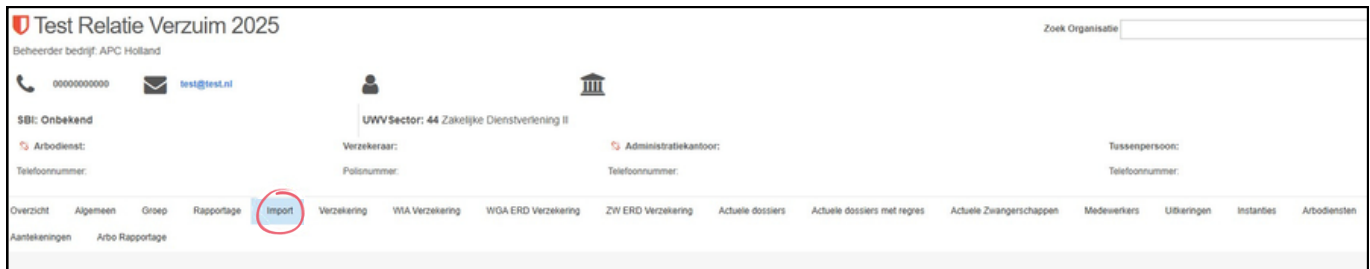 Test Relatie Verzuim 2025
Zoek Organisatie
Beheerder bedrijf: APC Holland
00000000000 test@test.nl
SBI: Onbekend UWV Sector: 44 Zakelijke Dienstverlening II
Arbodienst: Verzekeraar: Administratiekantoor: Tussenpersoon:
Telefoonnummer: Polisnummer: Telefoonnummer: Telefoonnummer:
Overzicht Algemeen Groep Rapportage Import Verzekering WIA Verzekering WGA ERD Verzekering ZW ERD Verzekering Actuele dossiers Actuele dossiers met regres Actuele Zwangerschappen Medewerkers Uitkeringen Instanties Arbodiensten
Aantekeningen Arbo Rapportage